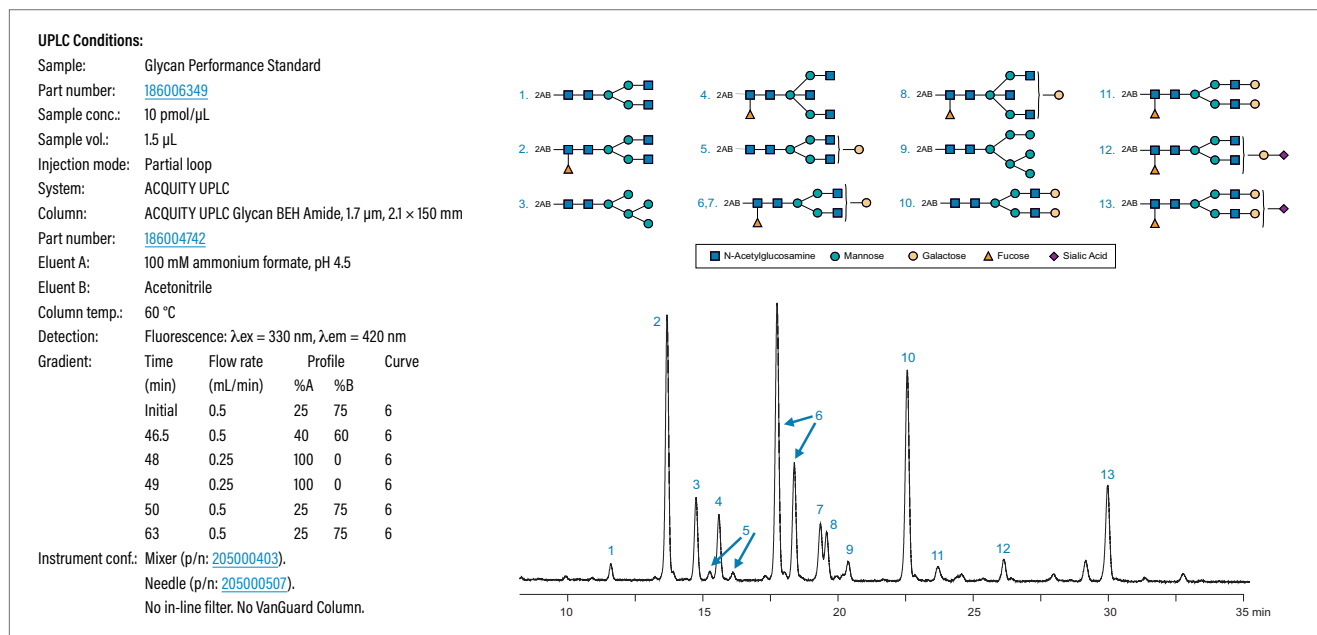 UPLC Conditions:
Sample: Glycan Performance Standard
Part number: 186006349
Sample conc.: 10 pmol/µL
Sample vol.: 1.5 µL
Injection mode: Partial loop
System: ACQUITY UPLC
Column: ACQUITY UPLC Glycan BEH Amide, 1.7 µm, 2.1 × 150 mm
Part number: 186004742
Eluent A: 100 mM ammonium formate, pH 4.5
Eluent B: Acetonitrile
Column temp.: 60 °C
Detection: Fluorescence: λex = 330 nm, λem = 420 nm
Gradient: Time Flow rate Profile Curve
(min) (mL/min) %A %B
Initial 0.5 25 75 6
46.5 0.5 40 60 6
48 0.25 100 0 6
49 0.25 100 0 6
50 0.5 25 75 6
63 0.5 25 75 6
Instrument conf.: Mixer (p/n: 205000403).
Needle (p/n: 205000507).
No in-line filter. No VanGuard Column.
1. 2AB
4. 2AB
8. 2AB
11. 2AB
2. 2AB
5. 2AB
9. 2AB
12. 2AB
3. 2AB
6,7. 2AB
10. 2AB
13. 2AB
N-Acetylglucosamine Mannose Galactose Fucose Sialic Acid
1
2
3
4
5
6
7
8
9
10
11
12
13
10 15 20 25 30 35 min